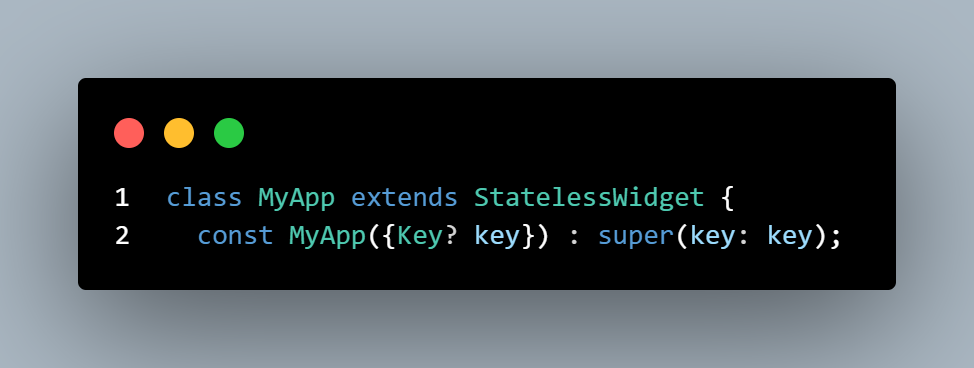 1 class MyApp extends StatelessWidget {
2 const MyApp({Key? key}) : super(key: key);